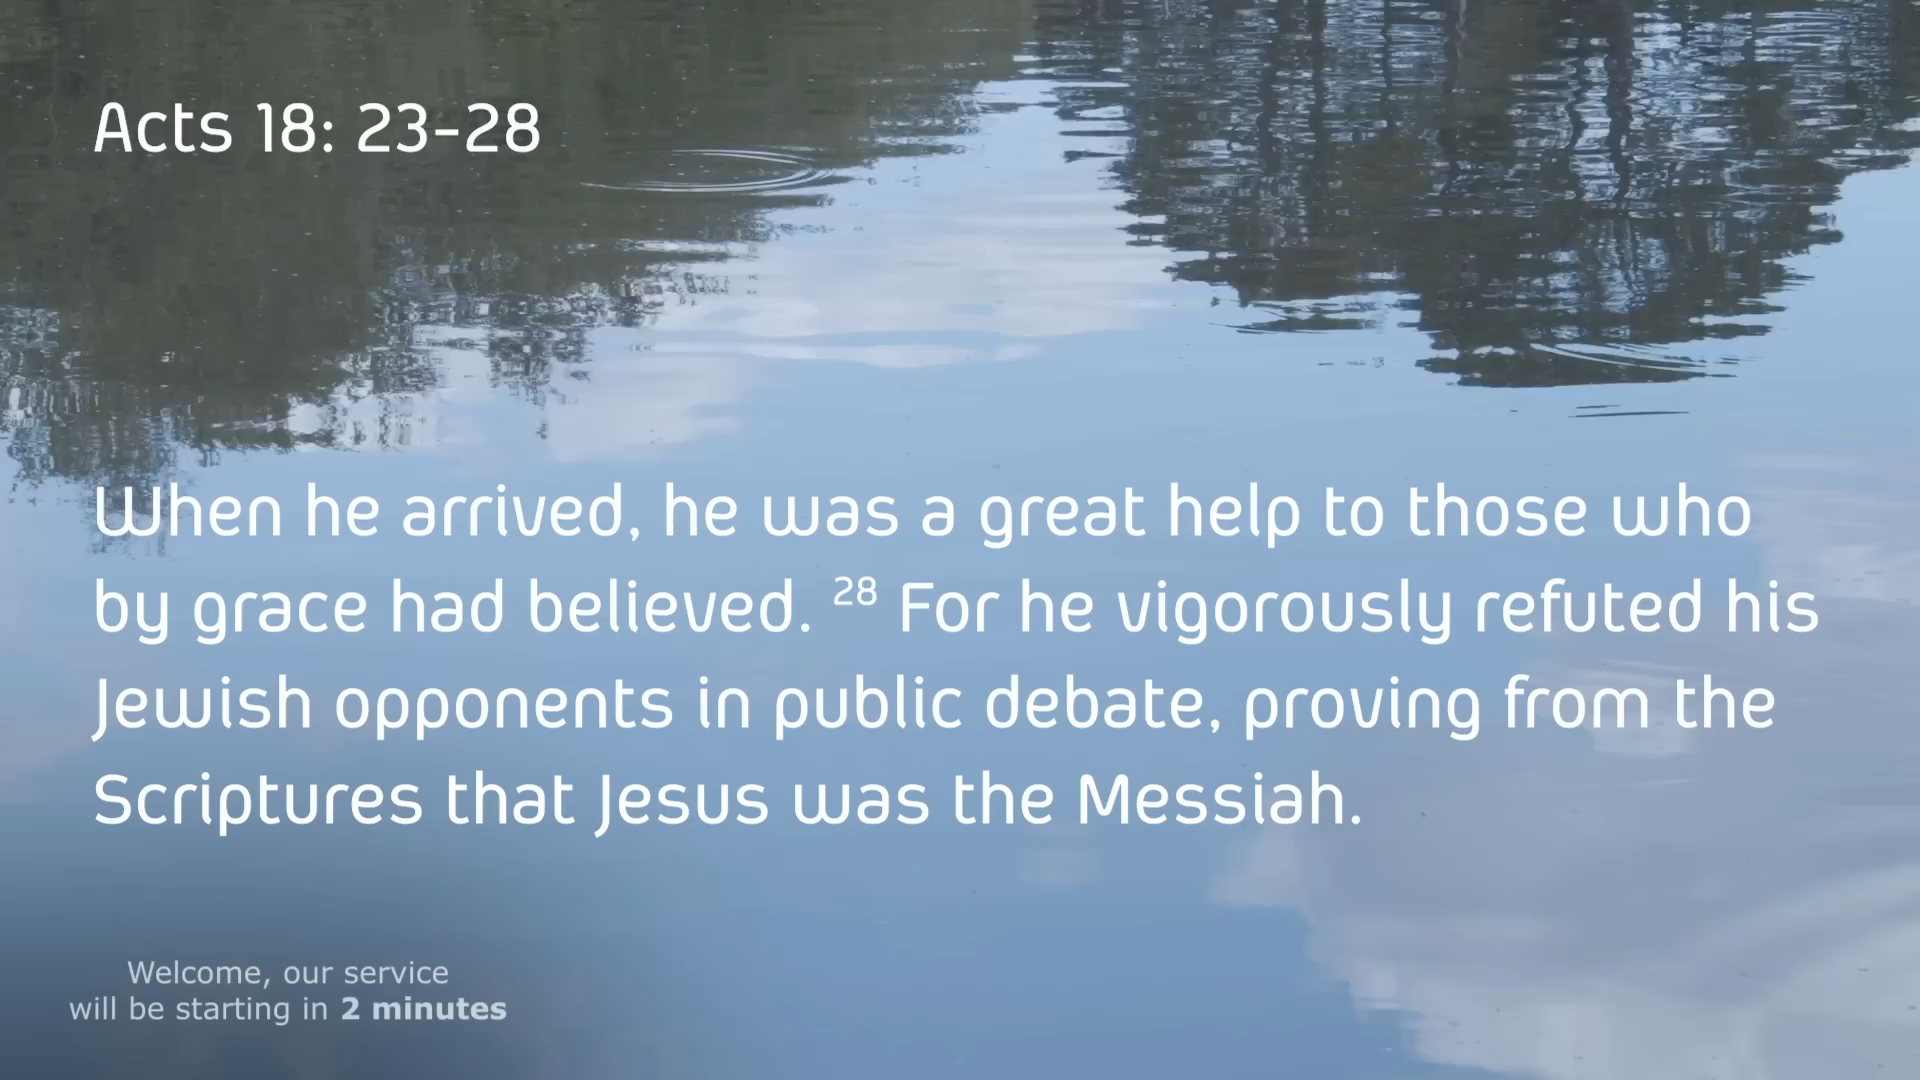 Acts 18: 23-28
When he arrived, he was a great help to those who
by grace had believed. 28 For he vigorously refuted his
Jewish opponents in public debate, proving from the
Scriptures that Jesus was the Messiah.
Welcome, our service
will be starting in 2 minutes